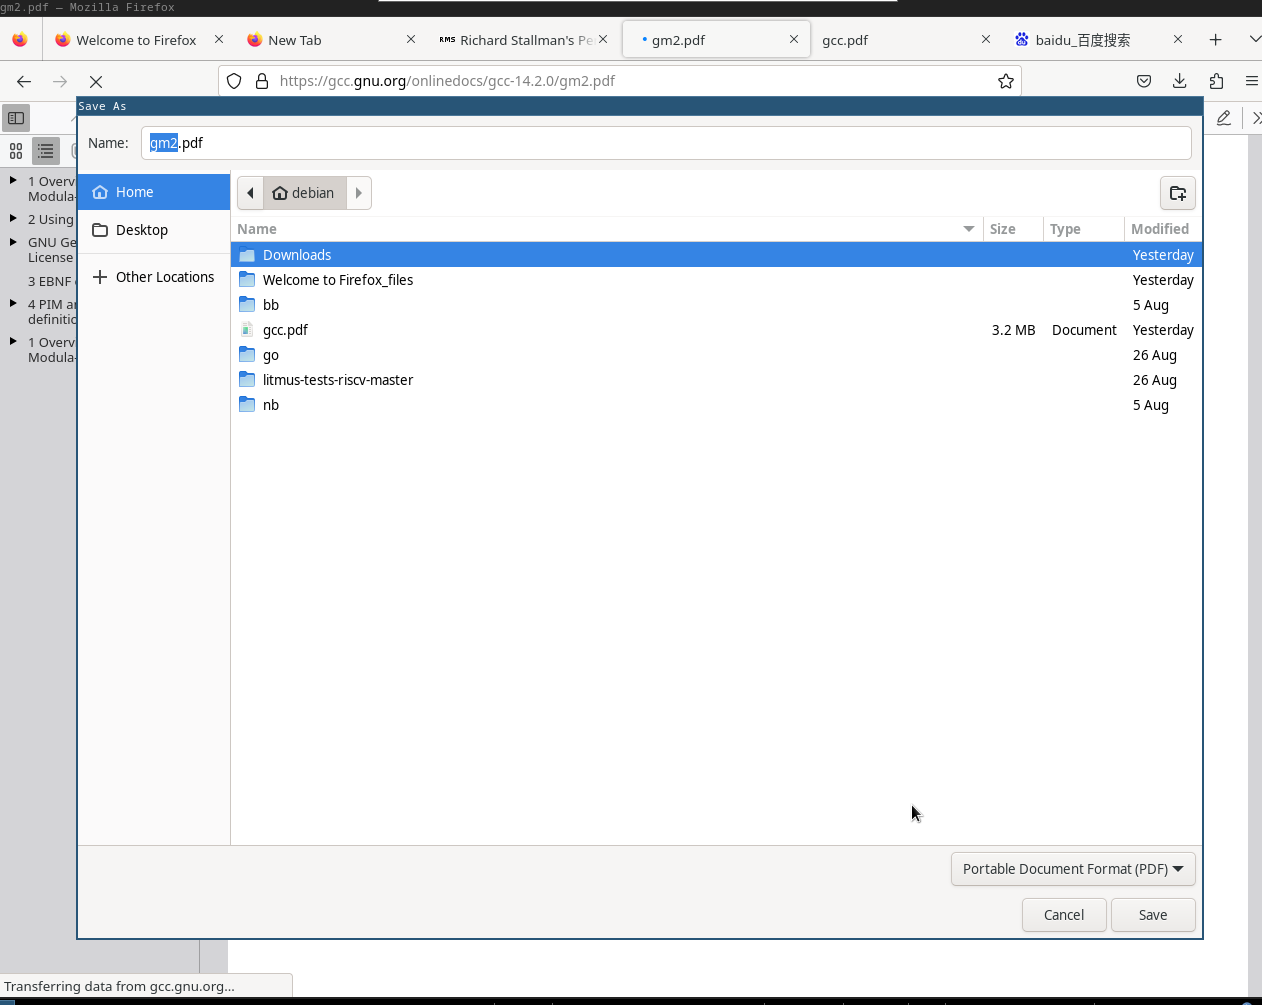 gm2.pdf — Mozilla Firefox
Welcome to Firefox
New Tab
RMS Richard Stallman's Pe
gm2.pdf
gcc.pdf
baidu_百度搜索
https://gcc.gnu.org/onlinedocs/gcc-14.2.0/gm2.pdf
Save As
Name: gm2.pdf
1 Overv
Modula-
2 Using
GNU Ge
License
3 EBNF
4 PIM a
definitio
1 Overv
Modula-
Home
Desktop
Other Locations
debian
Name Size Type Modified
Downloads Yesterday
Welcome to Firefox_files Yesterday
bb 5 Aug
gcc.pdf 3.2 MB Document Yesterday
go 26 Aug
litmus-tests-riscv-master 26 Aug
nb 5 Aug
Portable Document Format (PDF)
Cancel Save
Transferring data from gcc.gnu.org...